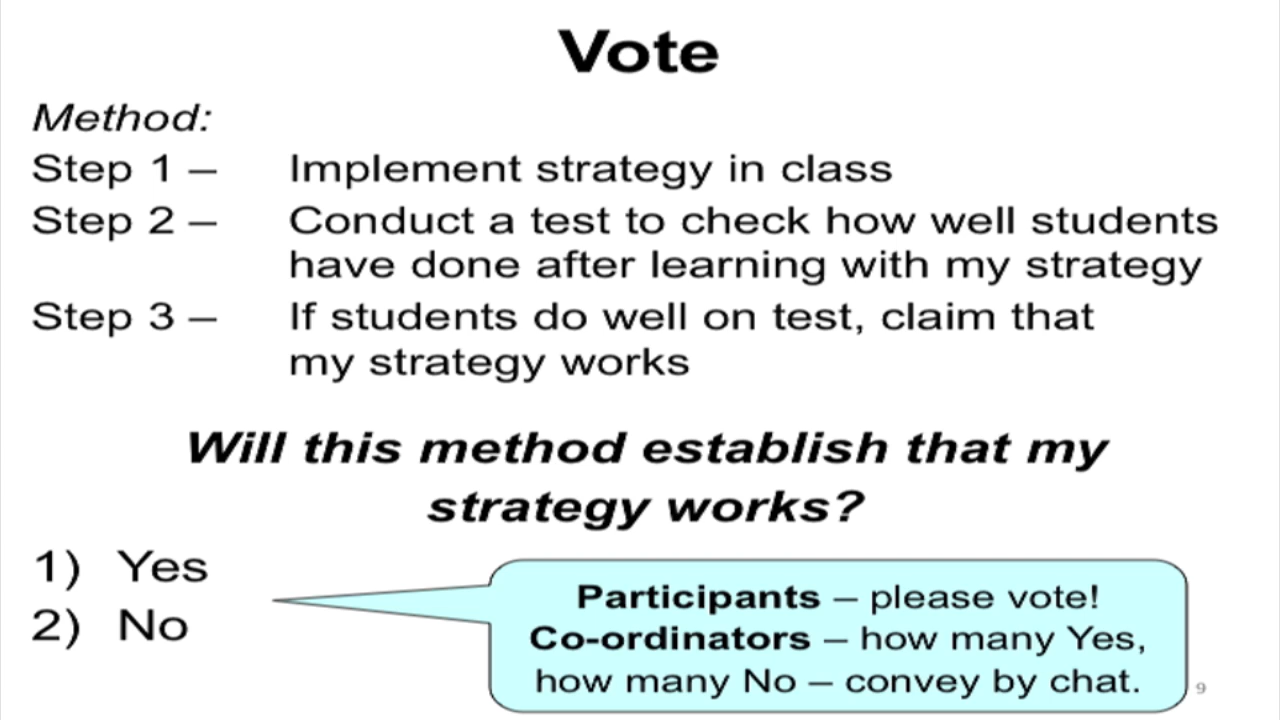 Vote
Method:
Step 1 – Implement strategy in class
Step 2 – Conduct a test to check how well students
have done after learning with my strategy
Step 3 – If students do well on test, claim that
my strategy works
Will this method establish that my
strategy works?
1) Yes
2) No
Participants – please vote!
Co-ordinators – how many Yes,
how many No – convey by chat.
9